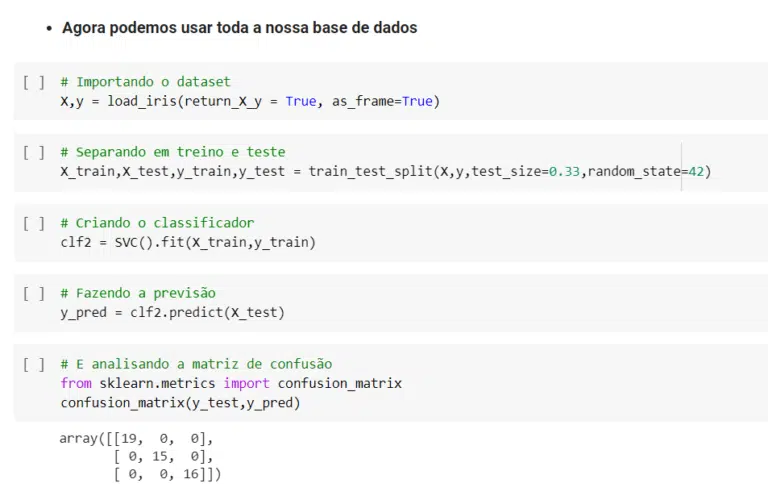 • Agora podemos usar toda a nossa base de dados
[ ] # Importando o dataset
X,y = load_iris(return_X_y = True, as_frame=True)
[ ] # Separando em treino e teste
X_train,X_test,y_train,y_test = train_test_split(X,y,test_size=0.33,random_state=42)
[ ] # Criando o classificador
clf2 = SVC().fit(X_train,y_train)
[ ] # Fazendo a previsão
y_pred = clf2.predict(X_test)
[ ] # E analisando a matriz de confusão
from sklearn.metrics import confusion_matrix
confusion_matrix(y_test,y_pred)
array([[19, 0, 0],
[ 0, 15, 0],
[ 0, 0, 16]])